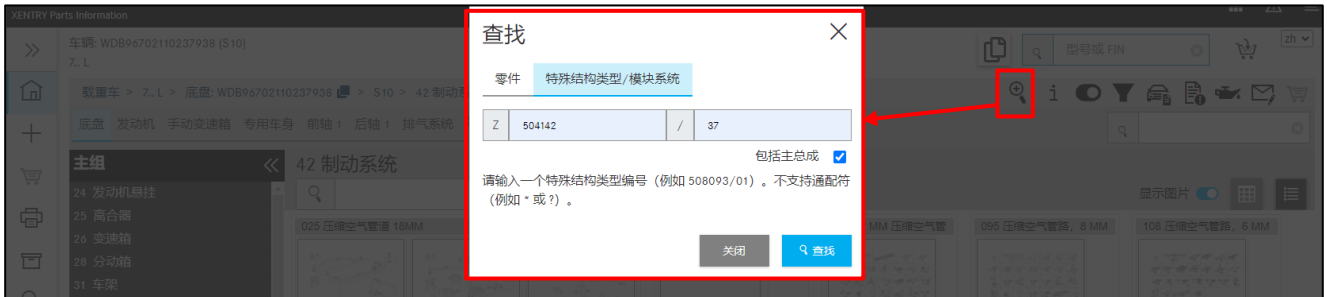 XENTRY Parts Information
车辆: WDB96702110237938 (S10)
7.. L
型号或 FIN
zh
载重车 > 7.. L > 底盘: WDB96702110237938 > S10 > 42 制动系
底盘 发动机 手动变速箱 专用车身 前轴 1 后轴 1 排气系统
主组
24 发动机悬挂
25 离合器
26 变速箱
28 分动箱
31 车架
42 制动系统
显示图片
025 压缩空气管道 18MM
MM 压缩空气管
095 压缩空气管路, 8 MM
108 压缩空气管路, 6 MM
查找
零件 特殊结构类型/模块系统
Z 504142 / 37
包括主总成
请输入一个特殊结构类型编号（例如 508093/01）。不支持通配符
（例如 * 或 ?）。
关闭 查找